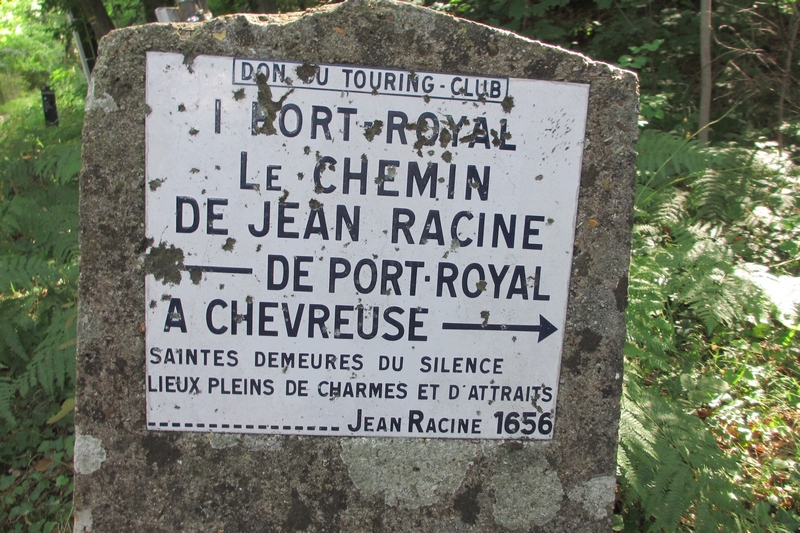 DON DU TOURING-CLUB
I PORT-ROYAL
LE CHEMIN
DE JEAN RACINE
DE PORT-ROYAL
A CHEVREUSE
SAINTES DEMEURES DU SILENCE
LIEUX PLEINS DE CHARMES ET D'ATTRAITS
JEAN RACINE 1656